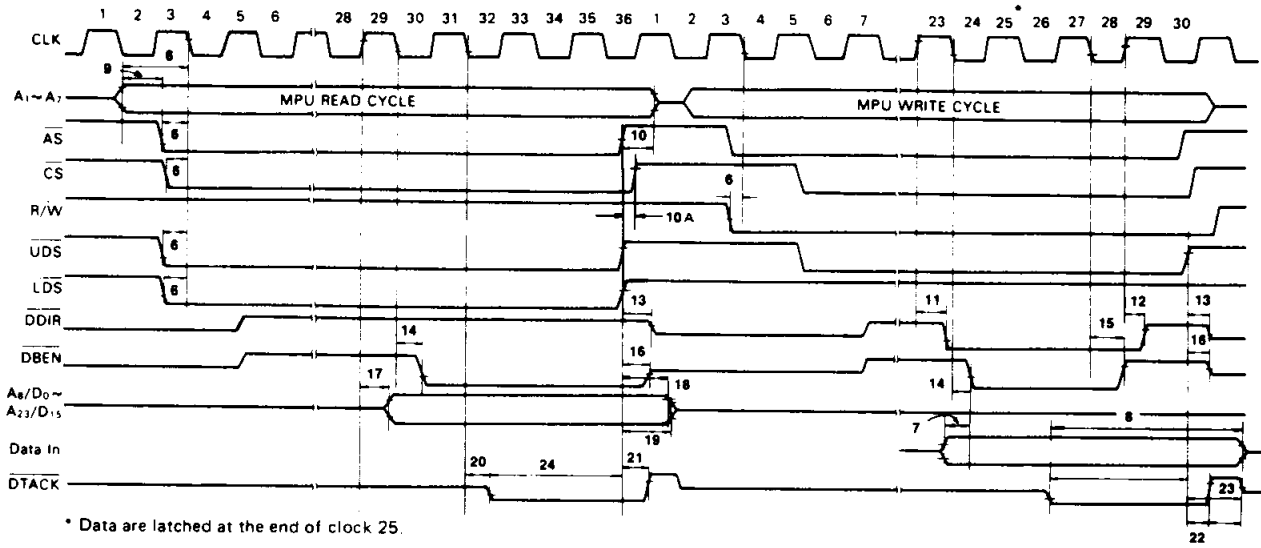 1 2 3 4 5 6 7 28 29 30 31 32 33 34 35 36 1 2 3 4 5 6 7 23 24 25* 26 27 28 29 30
CLK
6
9
A1~A7 MPU READ CYCLE MPU WRITE CYCLE
AS 6 10
CS 6
6
R/W 10A
UDS 6
LDS 6
13 11 12 13
DDIR
14 15
DBEN 16 16
17 18 14
A8/D0~
A23/D15
19 7 8
Data In
20 24 21
DTACK 23
* Data are latched at the end of clock 25.
22